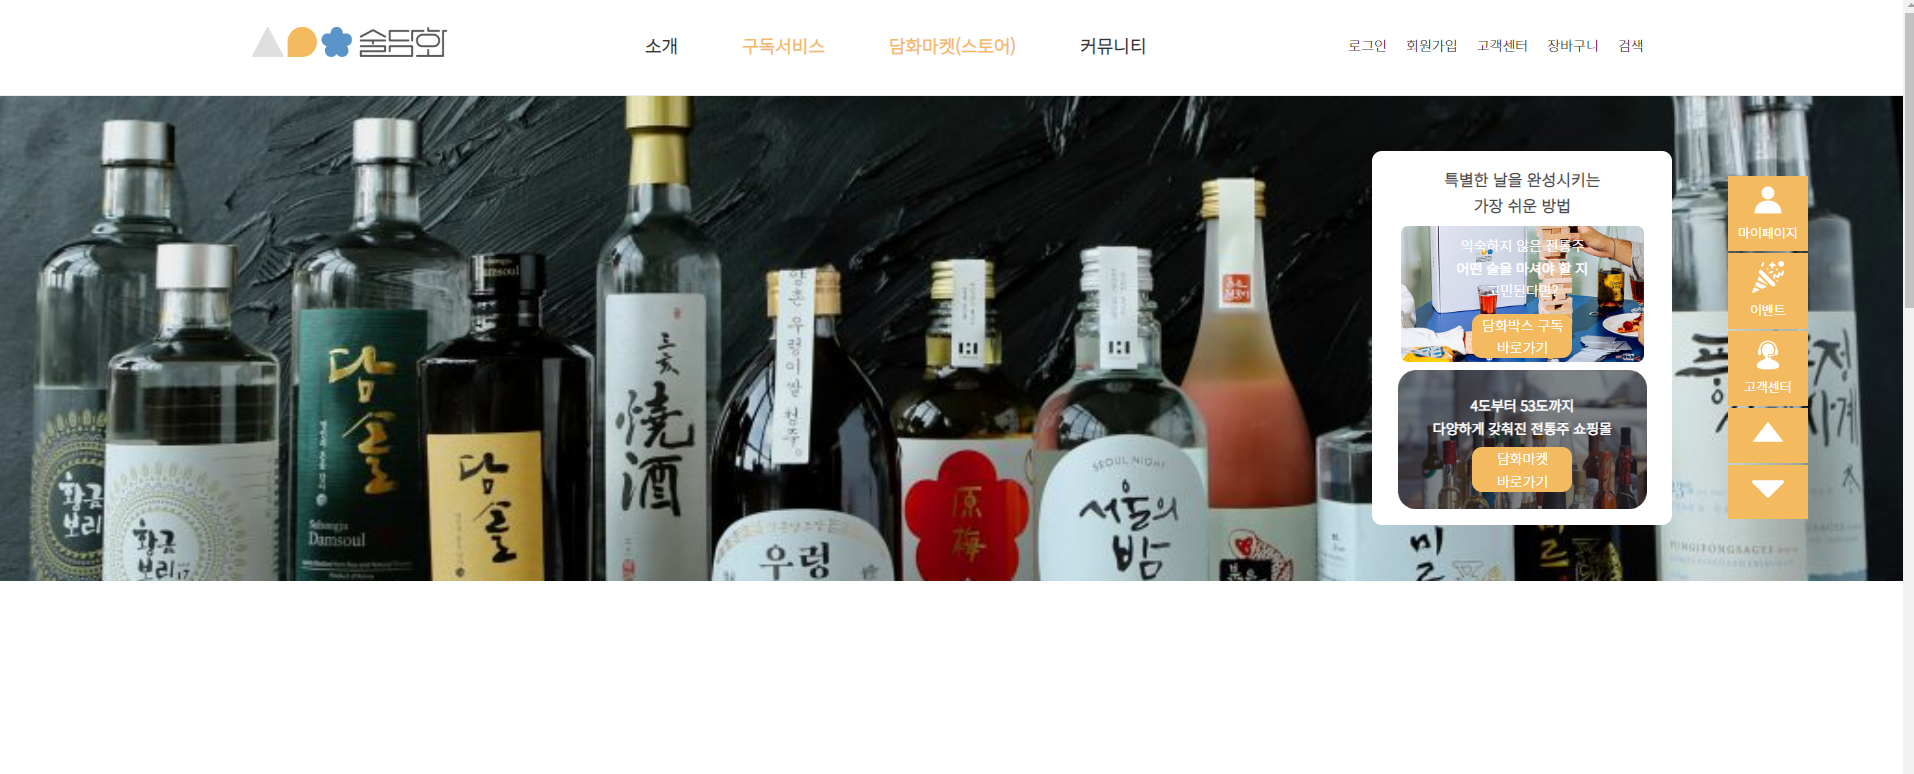 술담화
소개
구독서비스
담화마켓(스토어)
커뮤니티
로그인
회원가입
고객센터
장바구니
검색
특별한 날을 완성시키는
가장 쉬운 방법
익숙하지 않은 전통주
어떤 술을 마셔야 할 지
고민된다면?
담화박스 구독
바로가기
4도부터 53도까지
다양하게 갖춰진 전통주 쇼핑몰
담화마켓
바로가기
마이페이지
이벤트
고객센터
황금
보리
황금
보리 17
담솔
Damsoul
Damsoul
담솔
燒酒
우렁이쌀 청주
우렁
原梅
SEOUL NIGHT
서울의
밤
미르
미르
PUNGJEONGSAGYE